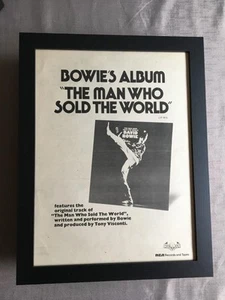 BOWIE'S ALBUM
"THE MAN WHO
SOLD THE WORLD"
DAVID
BOWIE
features the
original track of
"The Man Who Sold The World",
written and performed by Bowie
and produced by Tony Visconti.
RCA Records and Tapes